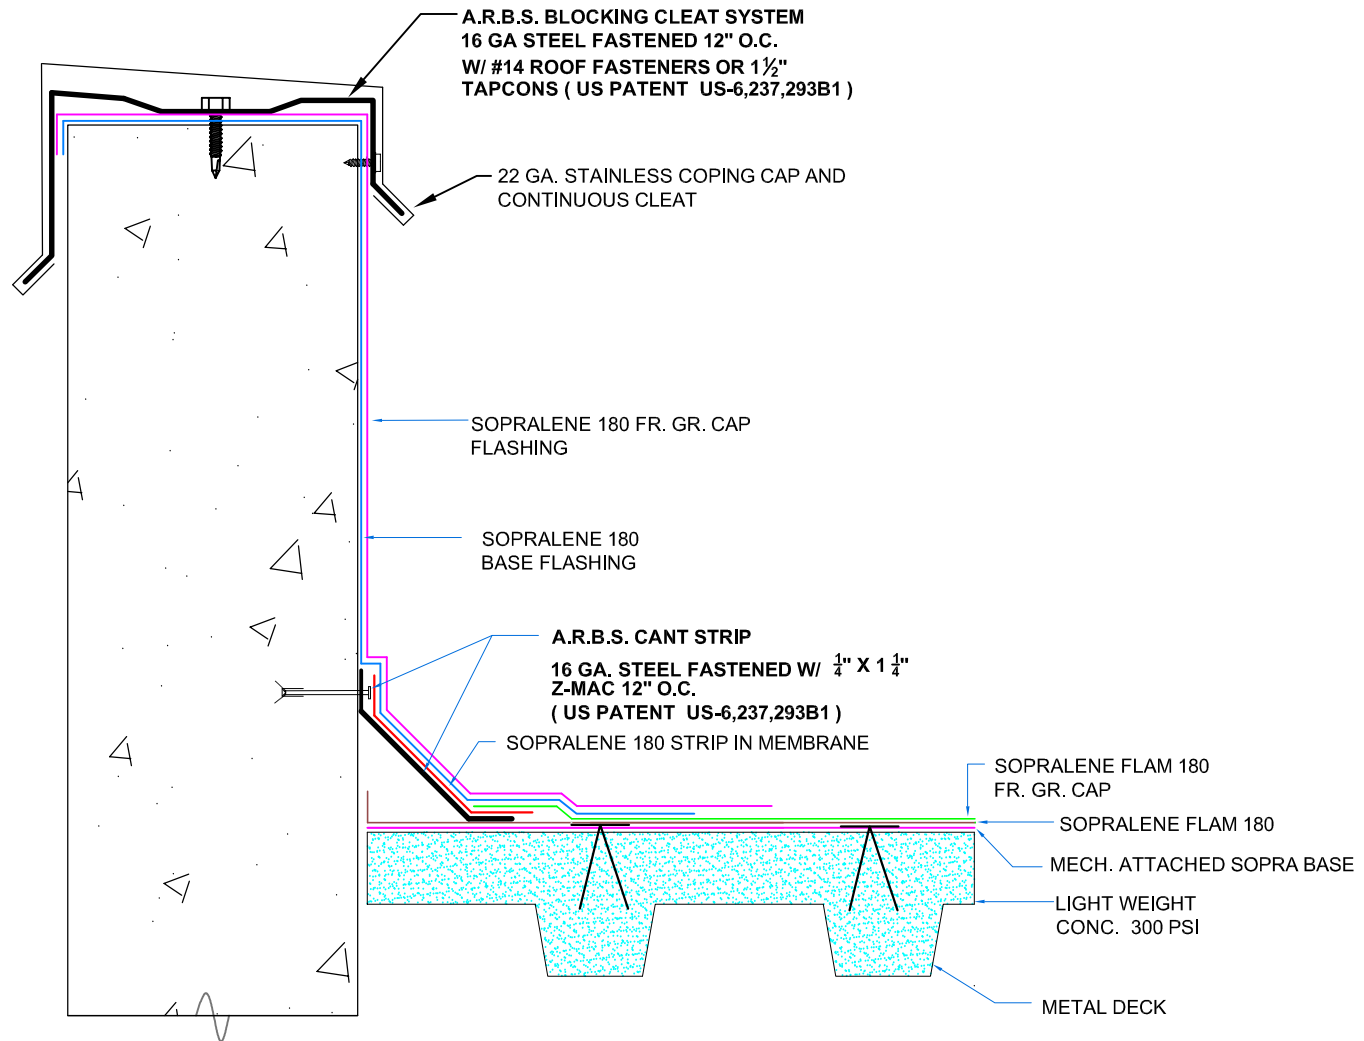 A.R.B.S. BLOCKING CLEAT SYSTEM
16 GA STEEL FASTENED 12" O.C.
W/ #14 ROOF FASTENERS OR 1½"
TAPCONS ( US PATENT US-6,237,293B1 )
22 GA. STAINLESS COPING CAP AND
CONTINUOUS CLEAT
SOPRALENE 180 FR. GR. CAP
FLASHING
SOPRALENE 180
BASE FLASHING
A.R.B.S. CANT STRIP
16 GA. STEEL FASTENED W/ ¼" X 1 ¼"
Z-MAC 12" O.C.
( US PATENT US-6,237,293B1 )
SOPRALENE 180 STRIP IN MEMBRANE
SOPRALENE FLAM 180
FR. GR. CAP
SOPRALENE FLAM 180
MECH. ATTACHED SOPRA BASE
LIGHT WEIGHT
CONC. 300 PSI
METAL DECK